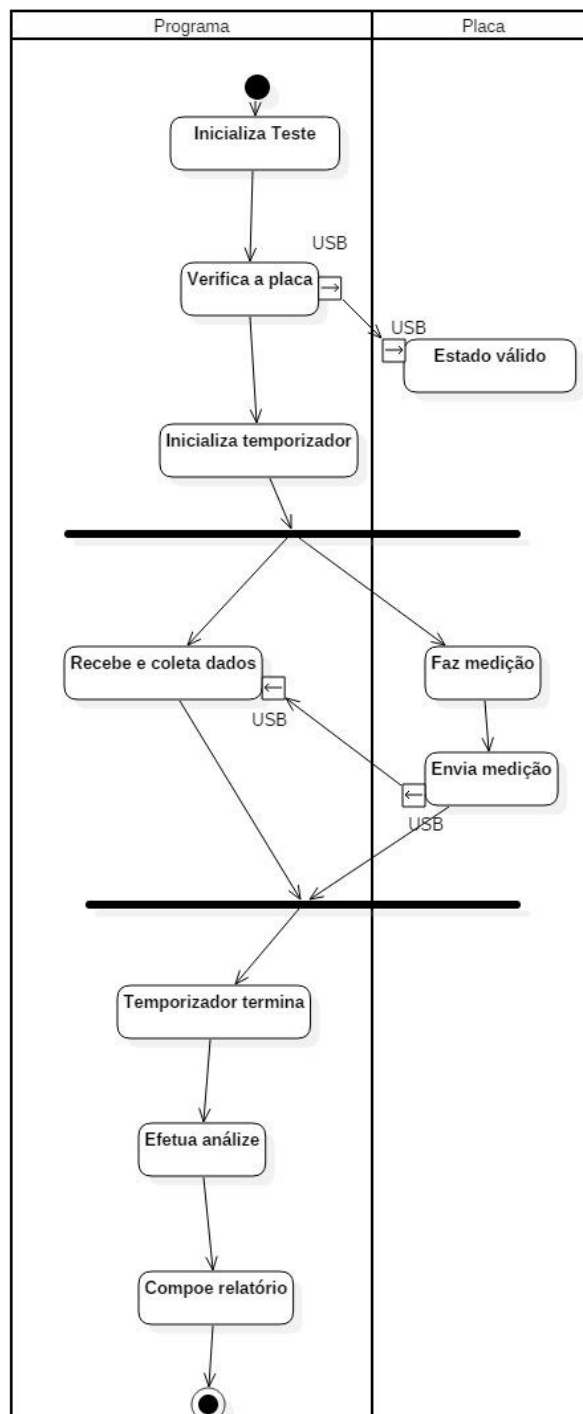 Programa
Placa
Inicializa Teste
USB
Verifica a placa
USB
Estado válido
Inicializa temporizador
Recebe e coleta dados
USB
Faz medição
Envia medição
USB
Temporizador termina
Efetua análize
Compoe relatório